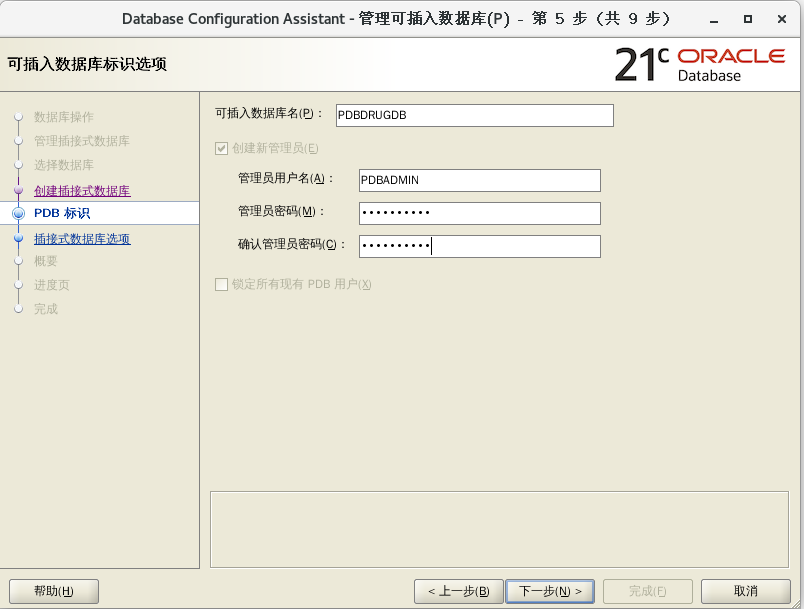 Database Configuration Assistant - 管理可插入数据库(P) - 第 5 步 (共 9 步)
可插入数据库标识选项
21c ORACLE
Database
数据库操作
管理插接式数据库
选择数据库
创建插接式数据库
PDB 标识
插接式数据库选项
概要
进度页
完成
可插入数据库名(P)： PDBDRUGDB
创建新管理员(E)
管理员用户名(A)： PDBADMIN
管理员密码(M)： ••••••••••
确认管理员密码(C)： ••••••••••
锁定所有现有 PDB 用户(X)
帮助(H)
< 上一步(B)
下一步(N) >
完成(F)
取消